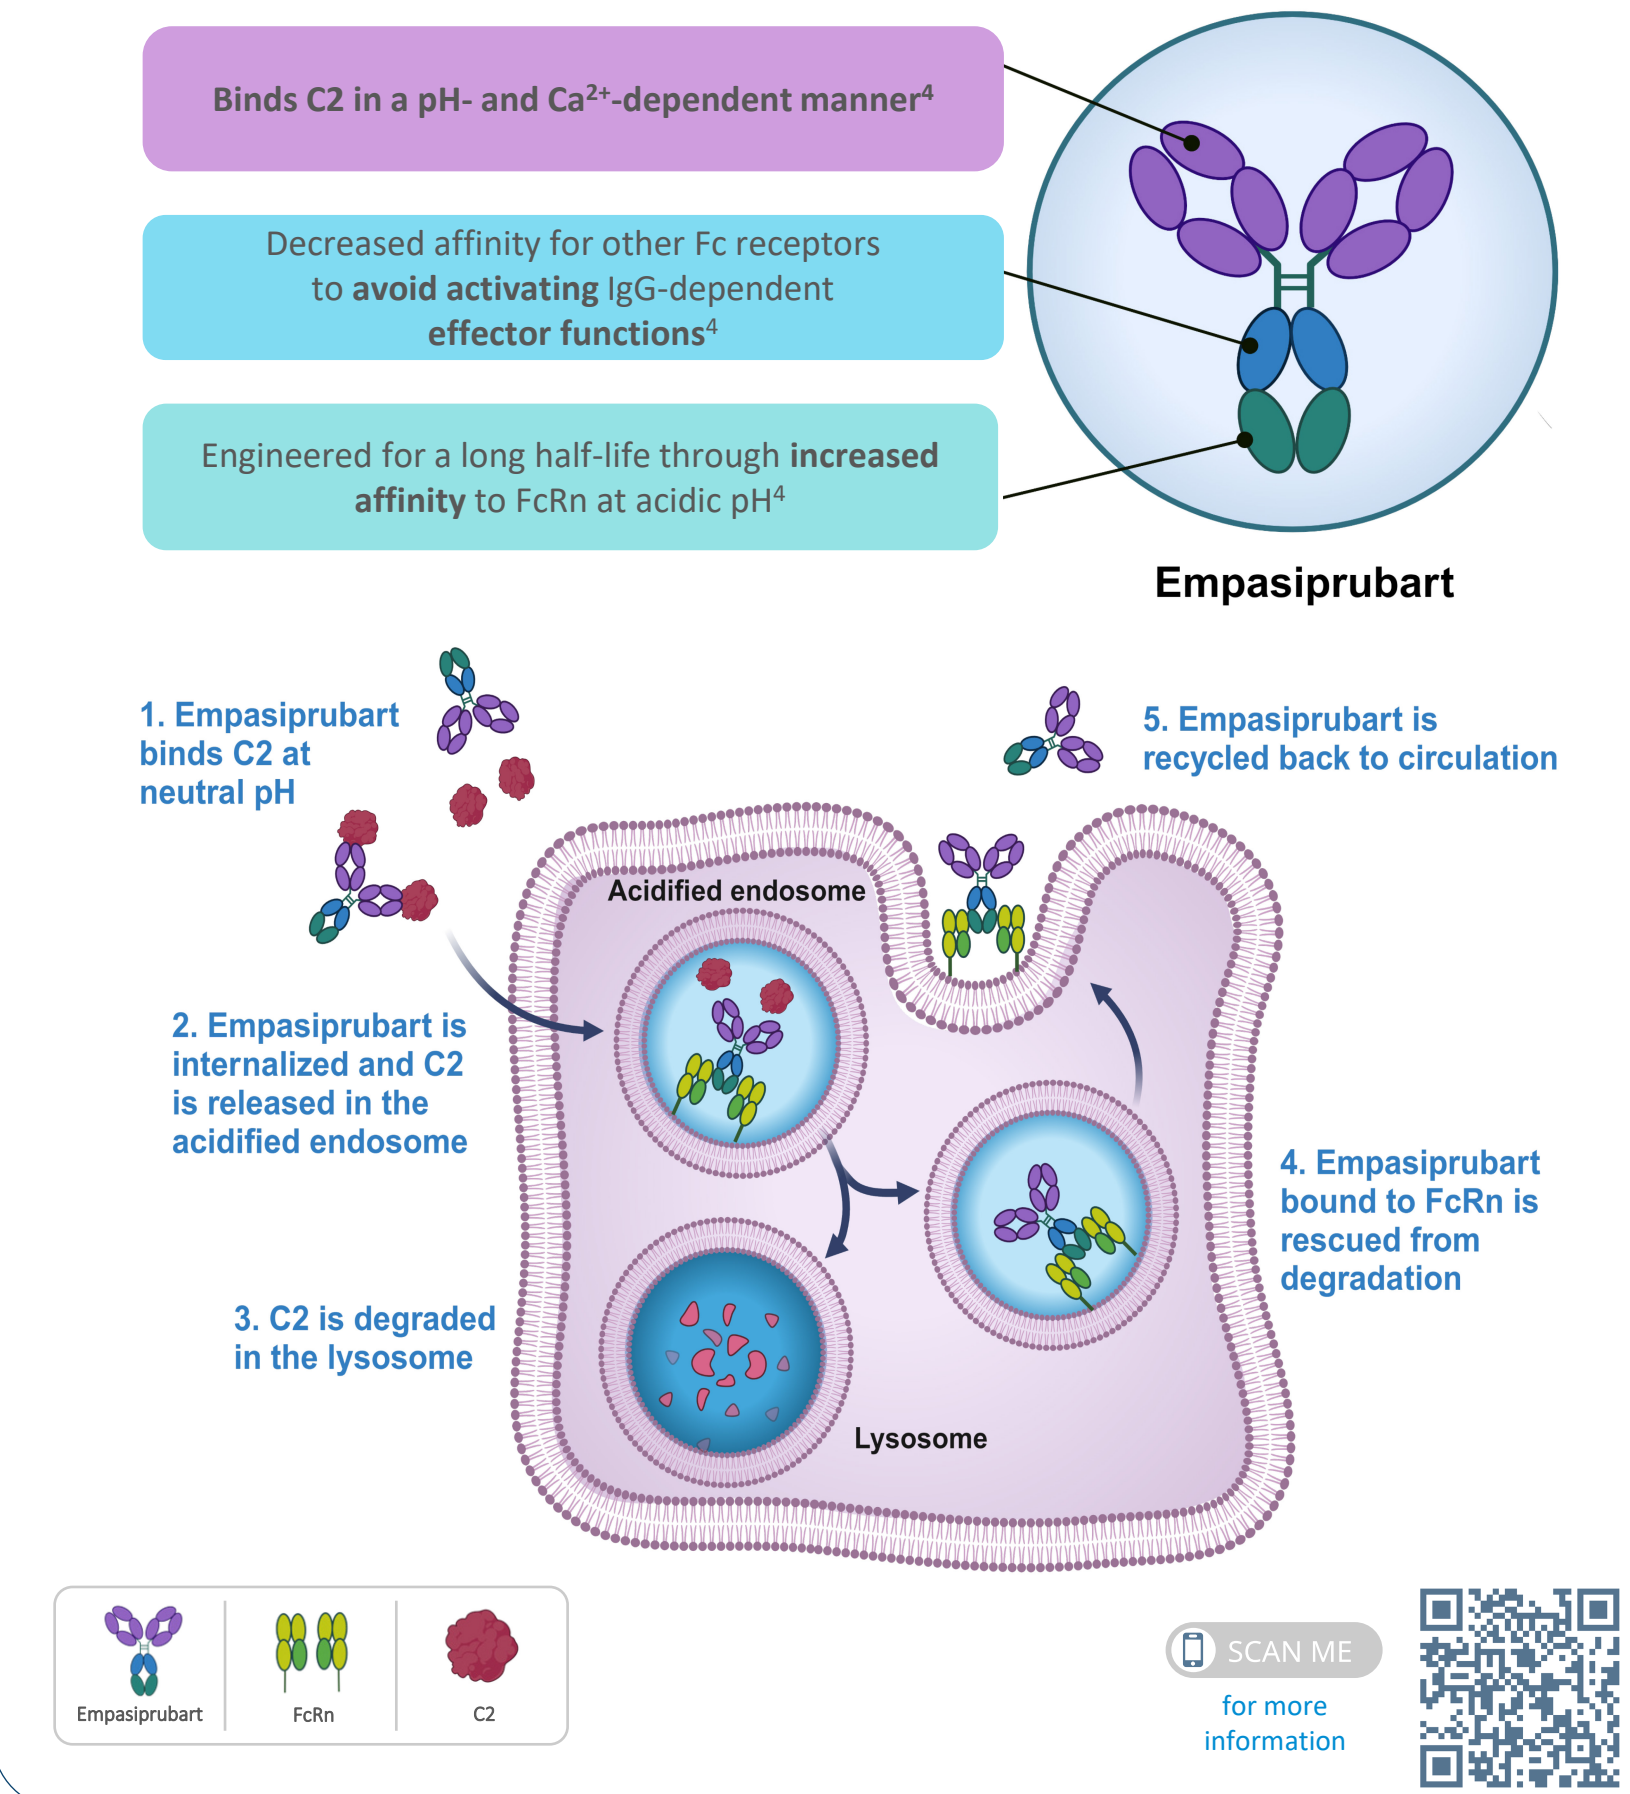 Binds C2 in a pH- and Ca²⁺-dependent manner⁴
Decreased affinity for other Fc receptors
to avoid activating IgG-dependent
effector functions⁴
Engineered for a long half-life through increased
affinity to FcRn at acidic pH⁴
Empasiprubart
1. Empasiprubart
binds C2 at
neutral pH
5. Empasiprubart is
recycled back to circulation
Acidified endosome
2. Empasiprubart is
internalized and C2
is released in the
acidified endosome
4. Empasiprubart
bound to FcRn is
rescued from
degradation
3. C2 is degraded
in the lysosome
Lysosome
Empasiprubart
FcRn
C2
SCAN ME
for more
information